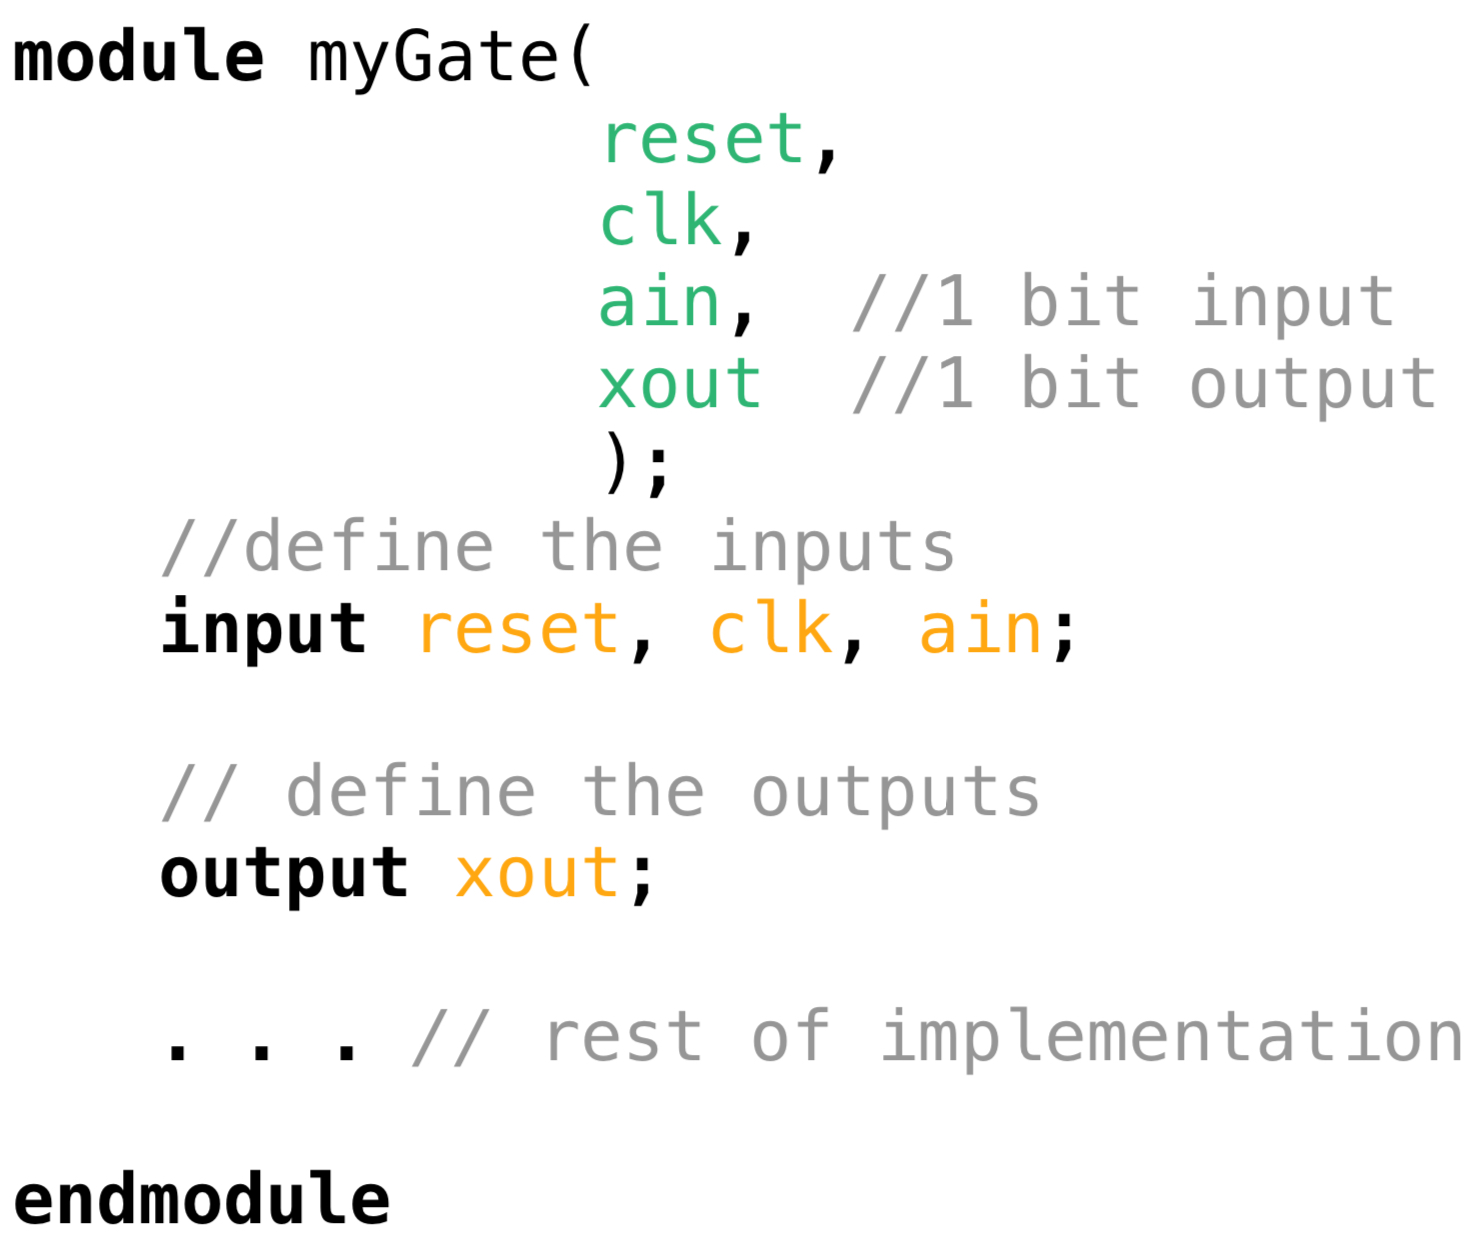 module myGate(
reset,
clk,
ain,  //1 bit input
xout  //1 bit output
);
//define the inputs
input reset, clk, ain;
// define the outputs
output xout;
. . . // rest of implementation
endmodule